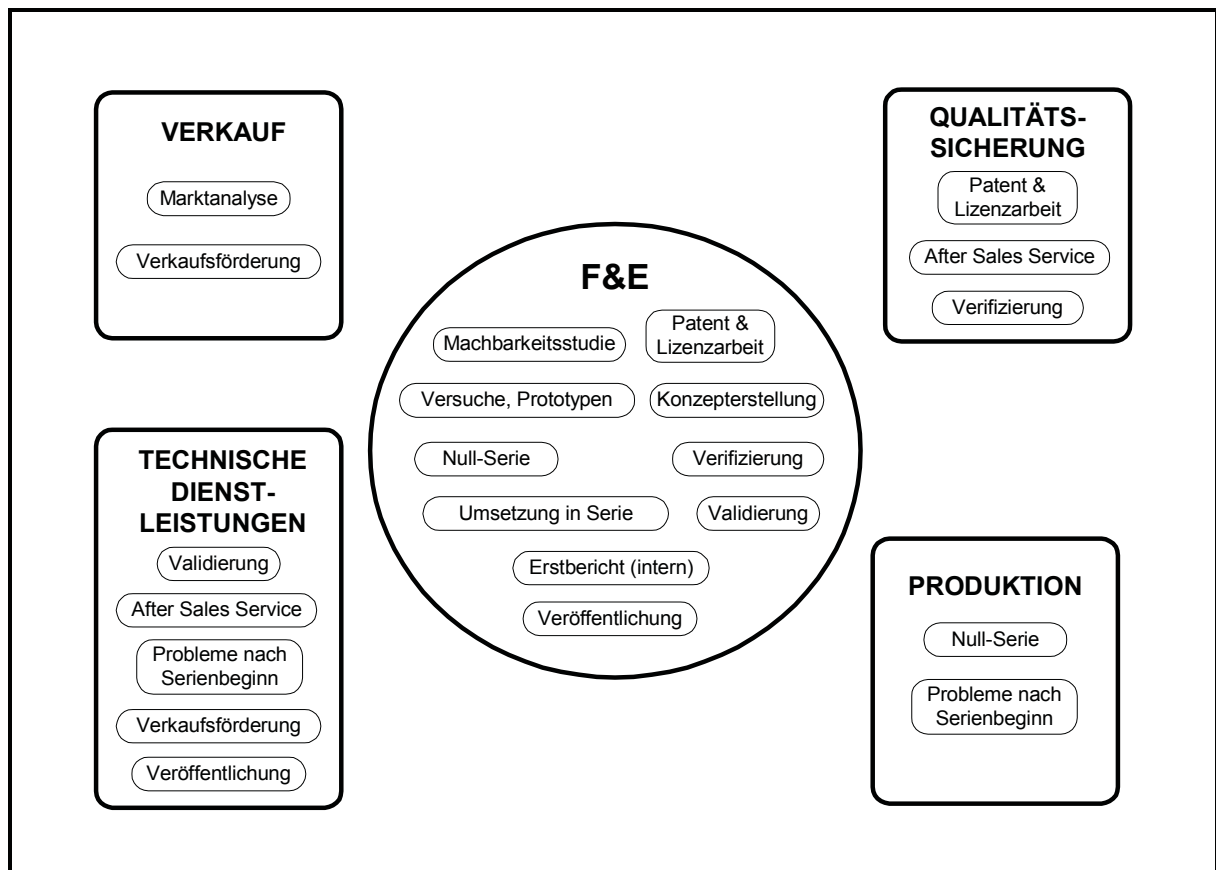 VERKAUF
Marktanalyse
Verkaufsförderung
QUALITÄTS-
SICHERUNG
Patent &
Lizenzarbeit
After Sales Service
Verifizierung
F&E
Machbarkeitsstudie
Patent &
Lizenzarbeit
Versuche, Prototypen
Konzepterstellung
Null-Serie
Verifizierung
Umsetzung in Serie
Validierung
Erstbericht (intern)
Veröffentlichung
TECHNISCHE
DIENST-
LEISTUNGEN
Validierung
After Sales Service
Probleme nach
Serienbeginn
Verkaufsförderung
Veröffentlichung
PRODUKTION
Null-Serie
Probleme nach
Serienbeginn